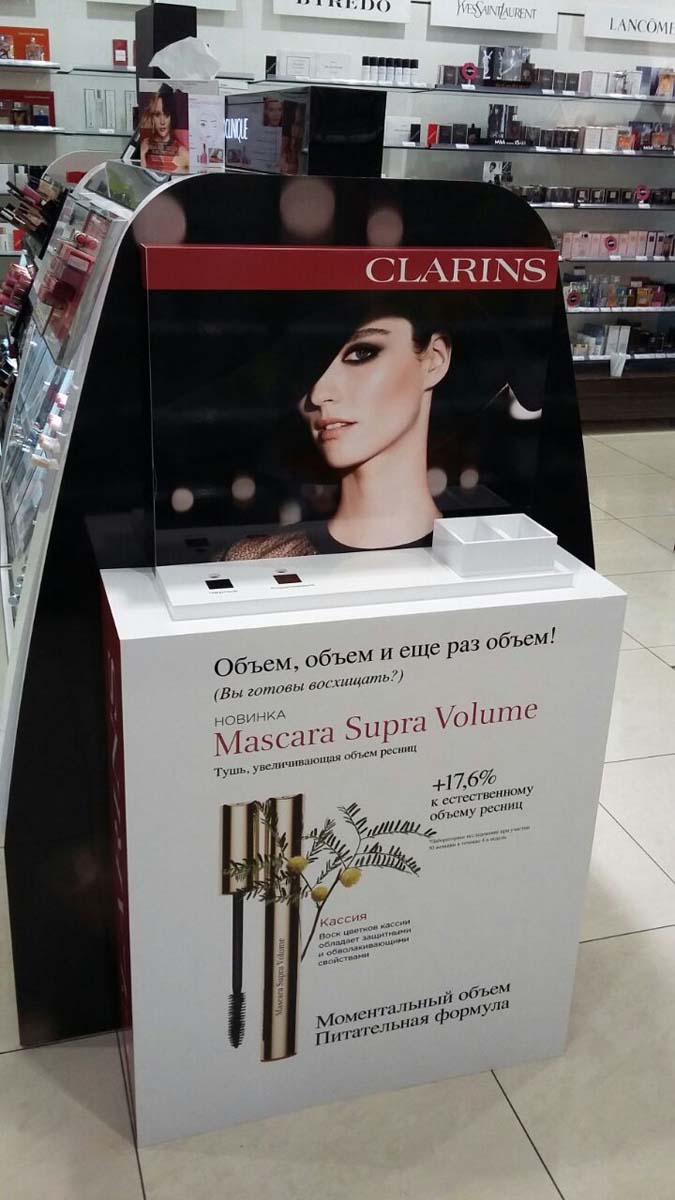 BYREDO
YVESSAINTLAURENT
LANCÔME
CLINIQUE
CLARINS
Объем, объем и еще раз объем!
(Вы готовы восхищать?)
НОВИНКА
Mascara Supra Volume
Тушь, увеличивающая объем ресниц
+17,6%
к естественному
объему ресниц
Кассия
Воск цветков кассии
обладает защитными
и обволакивающими
свойствами
Mascara Supra Volume
Моментальный объем
Питательная формула